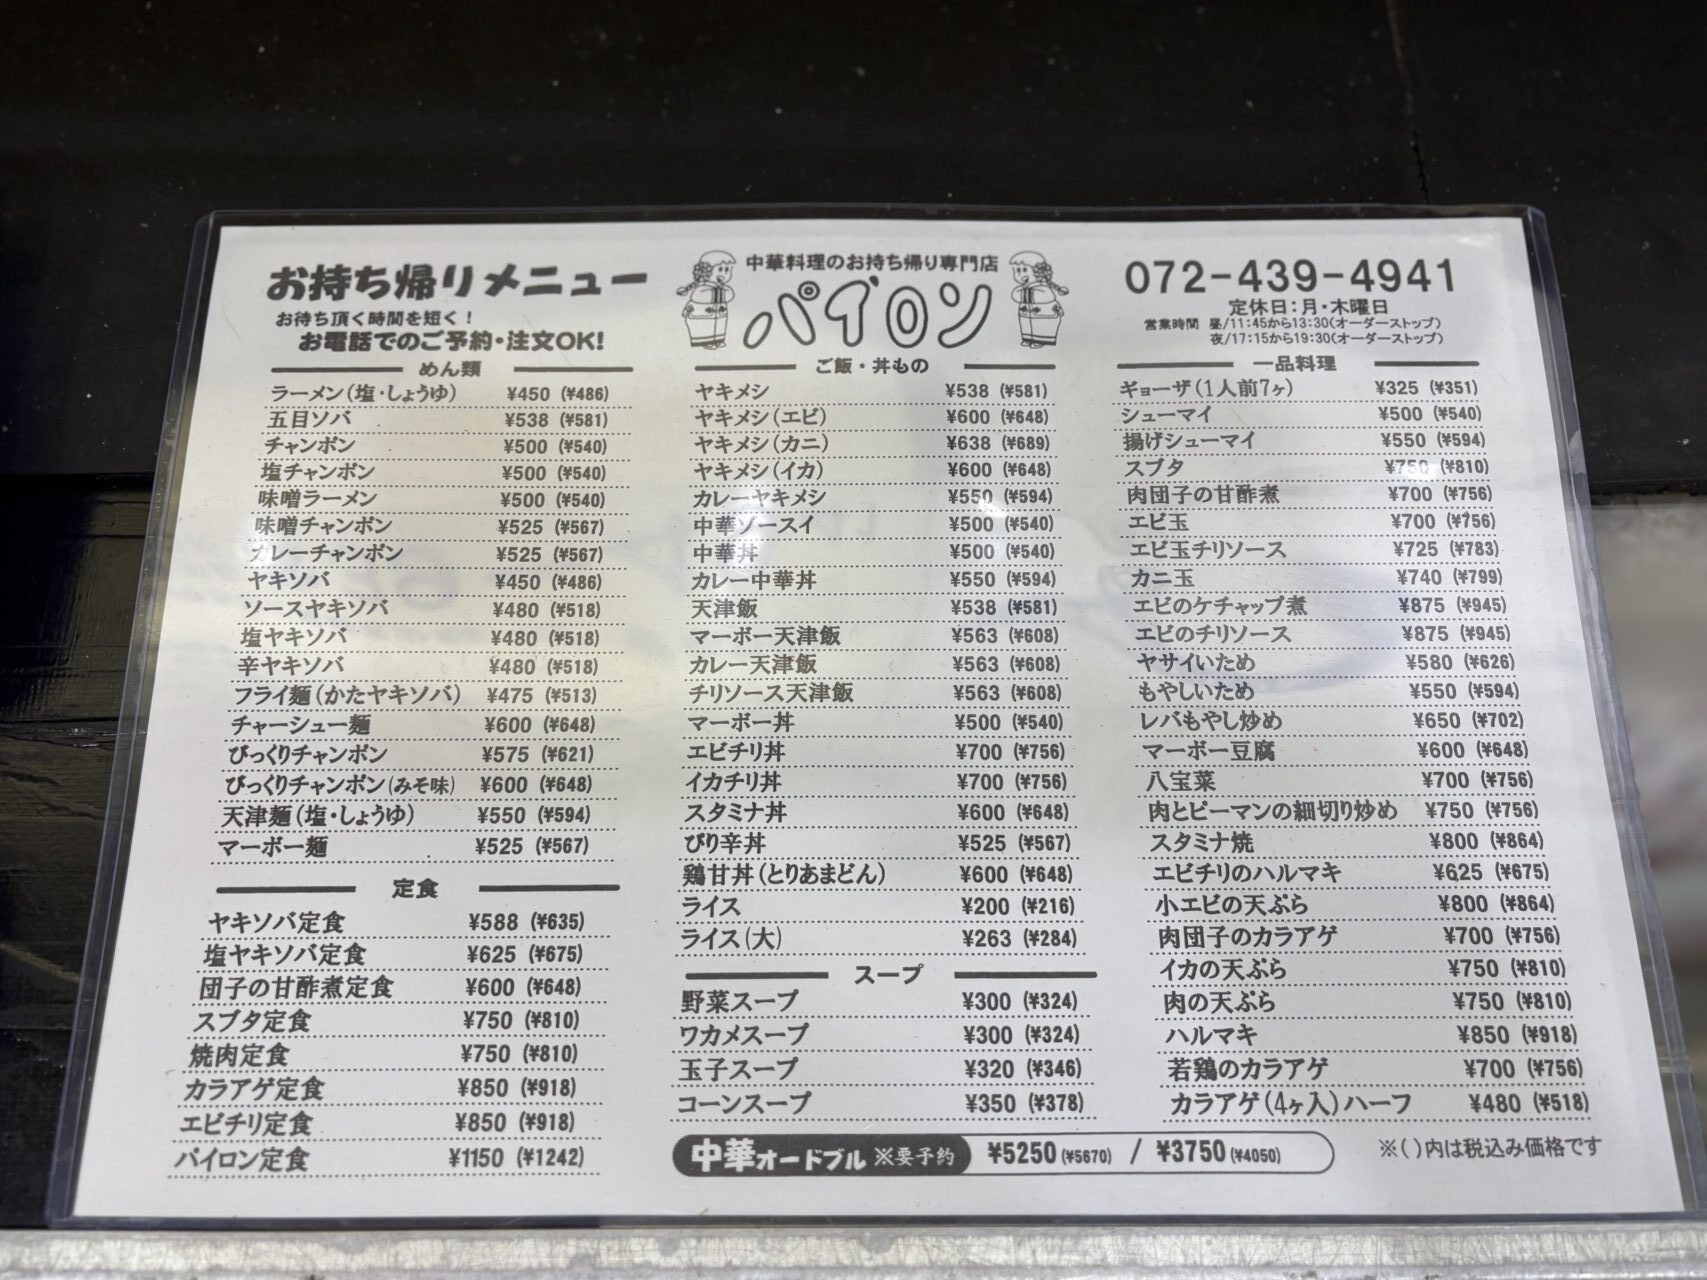 お持ち帰りメニュー
お待ち頂く時間を短く！
お電話でのご予約・注文OK!
中華料理のお持ち帰り専門店
パイロン
072-439-4941
定休日：月・木曜日
営業時間 昼/11:45から13:30(オーダーストップ)
夜/17:15から19:30(オーダーストップ)
めん類
ラーメン(塩・しょうゆ) ¥450 (¥486)
五目ソバ ¥538 (¥581)
チャンポン ¥500 (¥540)
塩チャンポン ¥500 (¥540)
味噌ラーメン ¥500 (¥540)
味噌チャンポン ¥525 (¥567)
カレーチャンポン ¥525 (¥567)
ヤキソバ ¥450 (¥486)
ソースヤキソバ ¥480 (¥518)
塩ヤキソバ ¥480 (¥518)
辛ヤキソバ ¥480 (¥518)
フライ麺(かたヤキソバ) ¥475 (¥513)
チャーシュー麺 ¥600 (¥648)
びっくりチャンポン ¥575 (¥621)
びっくりチャンポン(みそ味) ¥600 (¥648)
天津麺(塩・しょうゆ) ¥550 (¥594)
マーボー麺 ¥525 (¥567)
定食
ヤキソバ定食 ¥588 (¥635)
塩ヤキソバ定食 ¥625 (¥675)
団子の甘酢煮定食 ¥600 (¥648)
スブタ定食 ¥750 (¥810)
焼肉定食 ¥750 (¥810)
カラアゲ定食 ¥850 (¥918)
エビチリ定食 ¥850 (¥918)
パイロン定食 ¥1150 (¥1242)
ご飯・丼もの
ヤキメシ ¥538 (¥581)
ヤキメシ(エビ) ¥600 (¥648)
ヤキメシ(カニ) ¥638 (¥689)
ヤキメシ(イカ) ¥600 (¥648)
カレーヤキメシ ¥550 (¥594)
中華ゾースイ ¥500 (¥540)
中華丼 ¥500 (¥540)
カレー中華丼 ¥550 (¥594)
天津飯 ¥538 (¥581)
マーボー天津飯 ¥563 (¥608)
カレー天津飯 ¥563 (¥608)
チリソース天津飯 ¥563 (¥608)
マーボー丼 ¥500 (¥540)
エビチリ丼 ¥700 (¥756)
イカチリ丼 ¥700 (¥756)
スタミナ丼 ¥600 (¥648)
ぴり辛丼 ¥525 (¥567)
鶏甘丼(とりあまどん) ¥600 (¥648)
ライス ¥200 (¥216)
ライス(大) ¥263 (¥284)
スープ
野菜スープ ¥300 (¥324)
ワカメスープ ¥300 (¥324)
玉子スープ ¥320 (¥346)
コーンスープ ¥350 (¥378)
中華オードブル ※要予約 ¥5250(¥5670) / ¥3750(¥4050)
一品料理
ギョーザ(1人前7ヶ) ¥325 (¥351)
シューマイ ¥500 (¥540)
揚げシューマイ ¥550 (¥594)
スブタ ¥750 (¥810)
肉団子の甘酢煮 ¥700 (¥756)
エビ玉 ¥700 (¥756)
エビ玉チリソース ¥725 (¥783)
カニ玉 ¥740 (¥799)
エビのケチャップ煮 ¥875 (¥945)
エビのチリソース ¥875 (¥945)
ヤサイいため ¥580 (¥626)
もやしいため ¥550 (¥594)
レバもやし炒め ¥650 (¥702)
マーボー豆腐 ¥600 (¥648)
八宝菜 ¥700 (¥756)
肉とピーマンの細切り炒め ¥750 (¥756)
スタミナ焼 ¥800 (¥864)
エビチリのハルマキ ¥625 (¥675)
小エビの天ぷら ¥800 (¥864)
肉団子のカラアゲ ¥700 (¥756)
イカの天ぷら ¥750 (¥810)
肉の天ぷら ¥750 (¥810)
ハルマキ ¥850 (¥918)
若鶏のカラアゲ ¥700 (¥756)
カラアゲ(4ヶ入)ハーフ ¥480 (¥518)
※( )内は税込み価格です